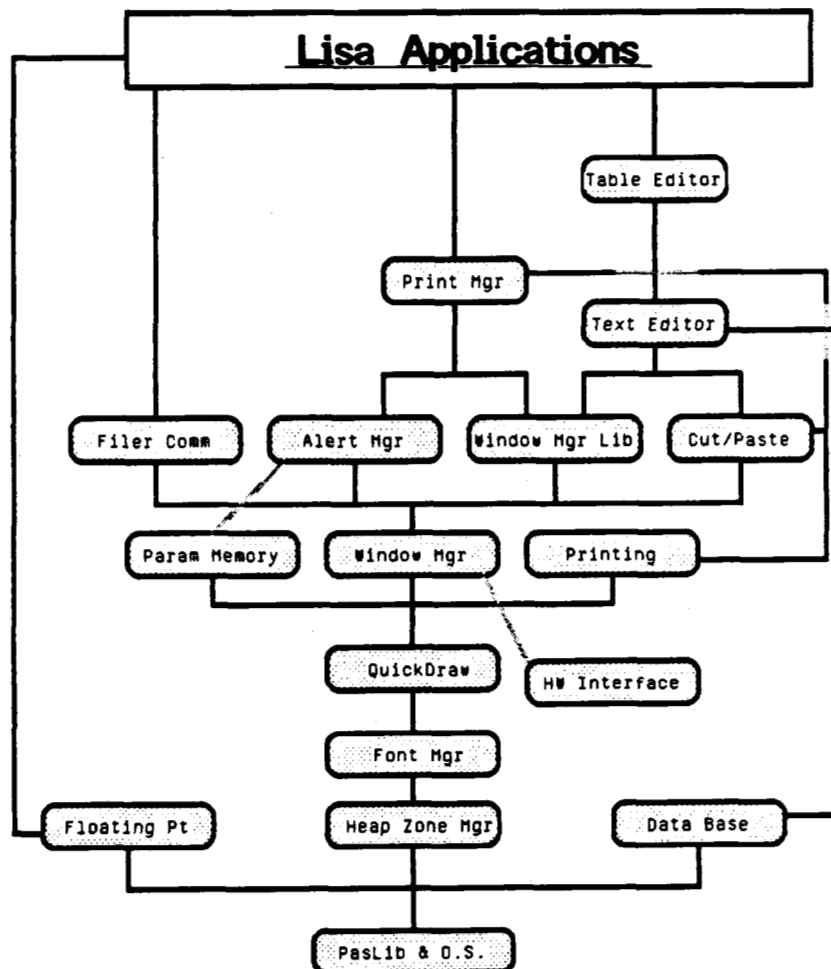 Lisa Applications
Table Editor
Print Mgr
Text Editor
Filer Comm
Alert Mgr
Window Mgr Lib
Cut/Paste
Param Memory
Window Mgr
Printing
QuickDraw
HW Interface
Font Mgr
Floating Pt
Heap Zone Mgr
Data Base
PasLib & O.S.